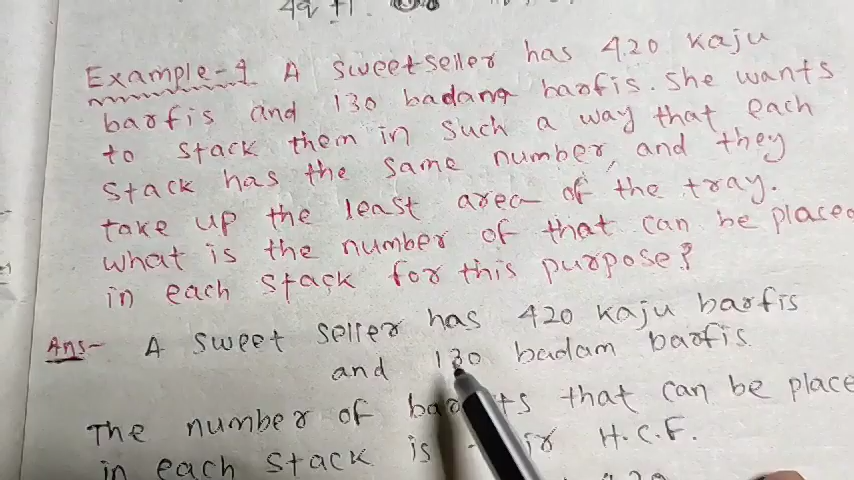 4q +1.
Example-1 A sweetseller has 420 kaju
barfis and 130 badam barfis. She wants
to stack them in such a way that each
stack has the same number, and they
take up the least area of the tray.
what is the number of that can be placed
in each stack for this purpose?
Ans- A sweet seller has 420 kaju barfis
and 130 badam barfis.
The number of that can be place
in each stack is H.C.F.